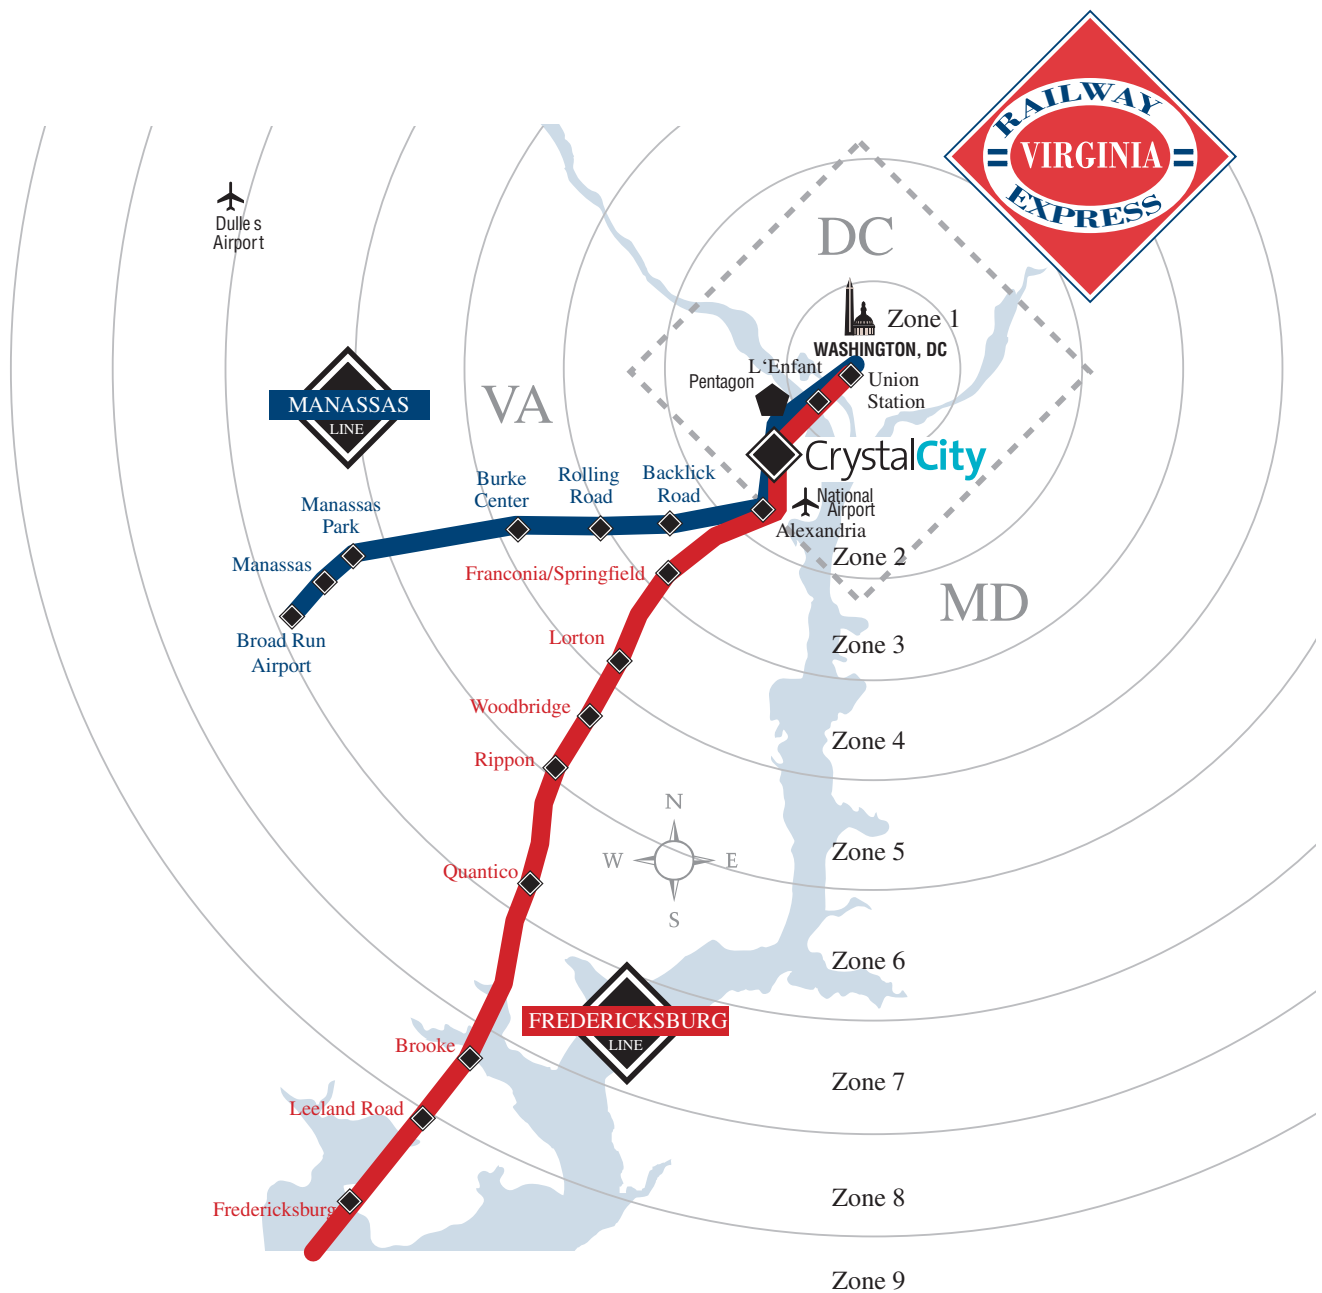 RAILWAY
VIRGINIA
EXPRESS
Dulles
Airport
DC
Zone 1
WASHINGTON, DC
L'Enfant
Pentagon
Union
Station
MANASSAS
LINE
VA
CrystalCity
Burke
Center
Rolling
Road
Backlick
Road
National
Airport
Alexandria
Manassas
Park
Manassas
Broad Run
Airport
Zone 2
Franconia/Springfield
MD
Lorton
Zone 3
Woodbridge
Zone 4
Rippon
N
W
E
S
Zone 5
Quantico
Zone 6
FREDERICKSBURG
LINE
Brooke
Zone 7
Leeland Road
Zone 8
Fredericksburg
Zone 9